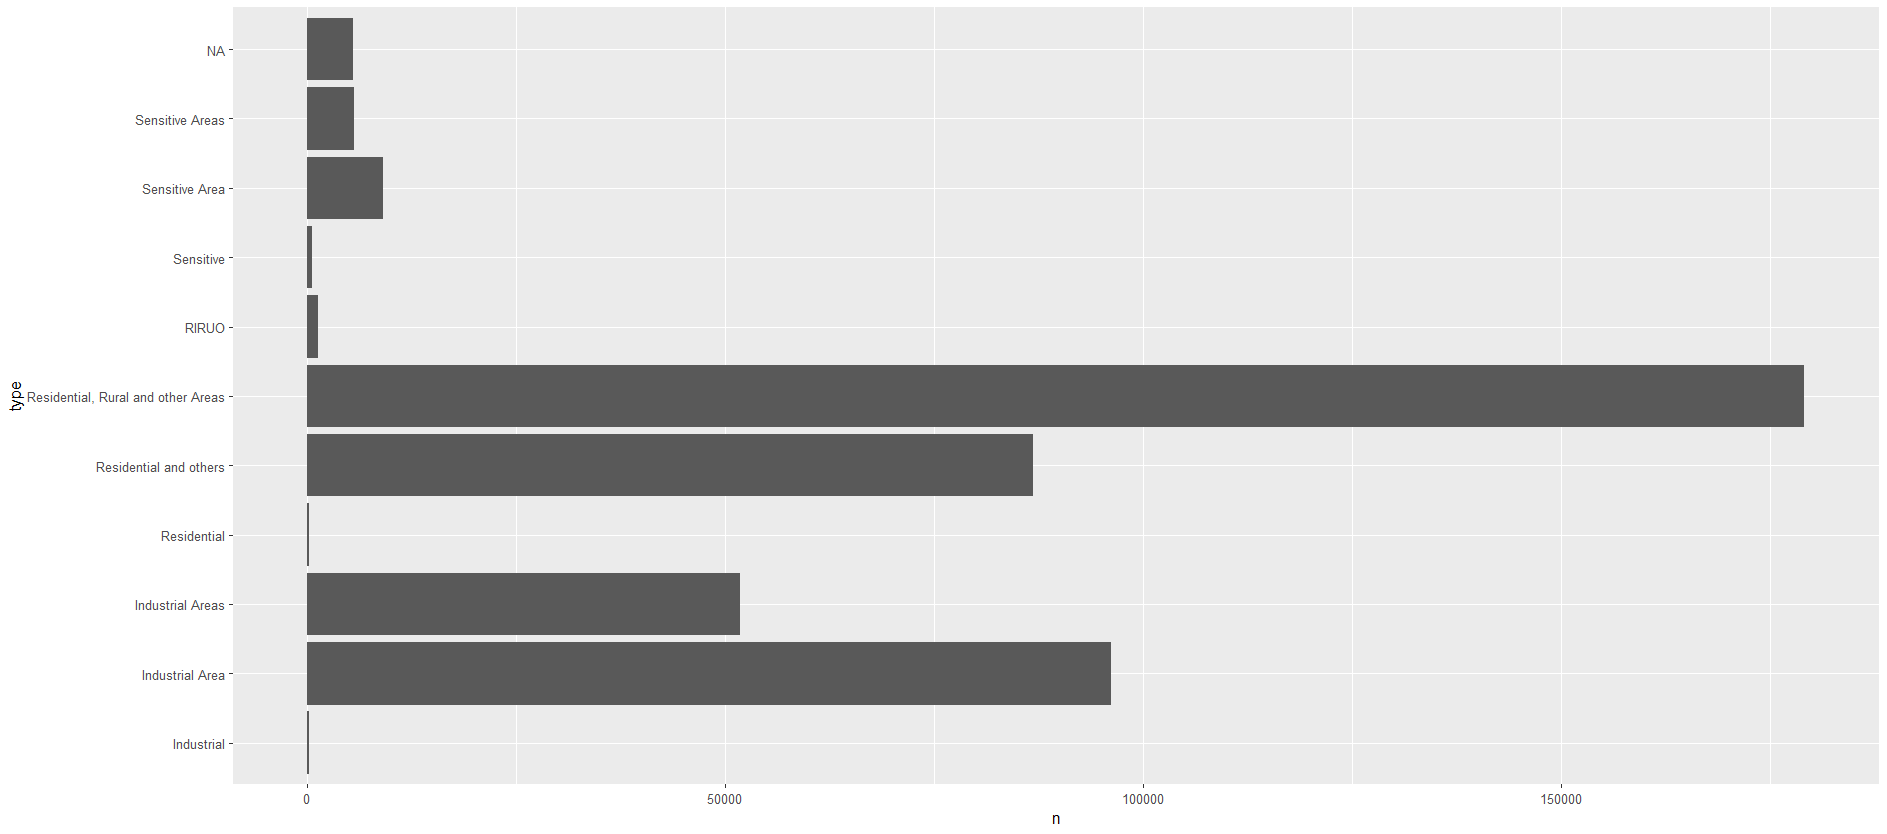 NA
Sensitive Areas
Sensitive Area
Sensitive
RIRUO
type
Residential, Rural and other Areas
Residential and others
Residential
Industrial Areas
Industrial Area
Industrial
0 50000 100000 150000
n